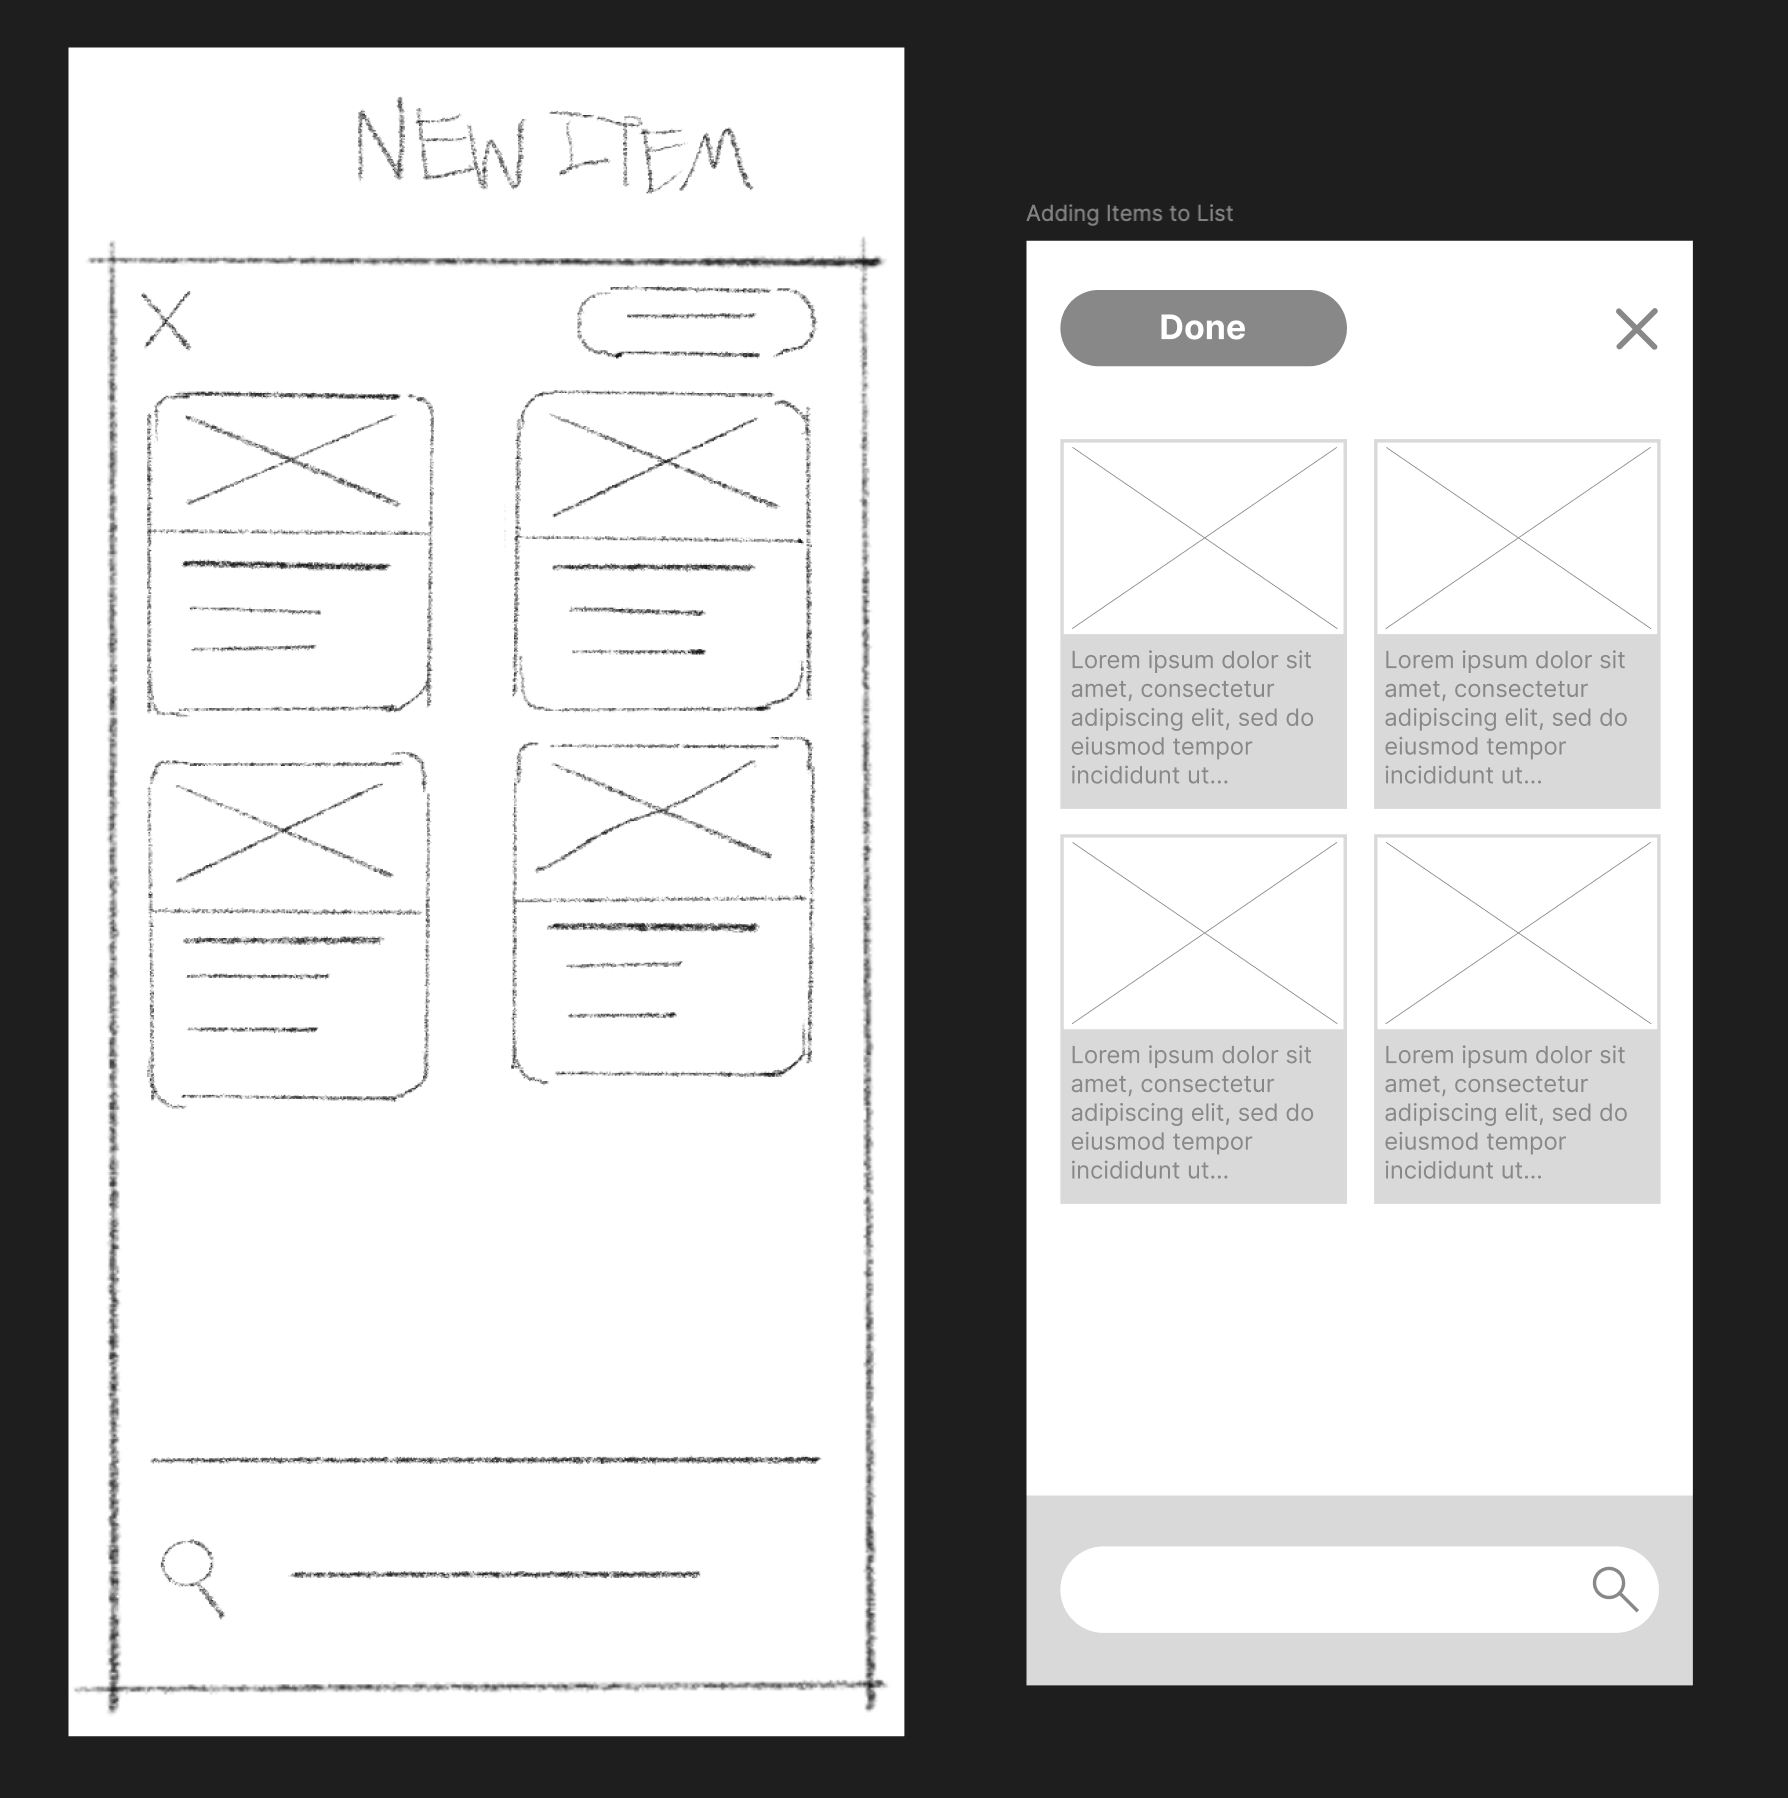 NEW ITEM
Adding Items to List
Done
Lorem ipsum dolor sit
amet, consectetur
adipiscing elit, sed do
eiusmod tempor
incididunt ut...
Lorem ipsum dolor sit
amet, consectetur
adipiscing elit, sed do
eiusmod tempor
incididunt ut...
Lorem ipsum dolor sit
amet, consectetur
adipiscing elit, sed do
eiusmod tempor
incididunt ut...
Lorem ipsum dolor sit
amet, consectetur
adipiscing elit, sed do
eiusmod tempor
incididunt ut...